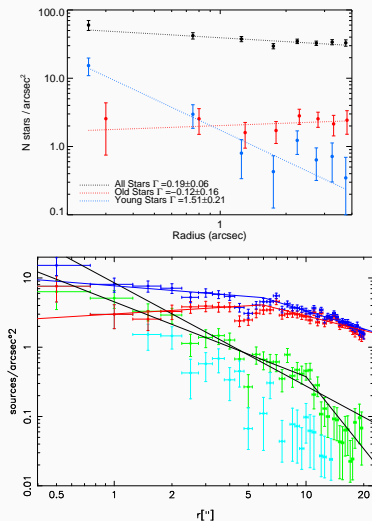 100.0
10.0
1.0
0.1
N stars / arcsec²
All Stars Γ =0.19±0.06
Old Stars Γ =-0.12±0.16
Young Stars Γ =1.51±0.21
1
Radius (arcsec)
10
1
0.1
0.01
sources/arcsec^2
0.5 1 2 5 10 20
r["]